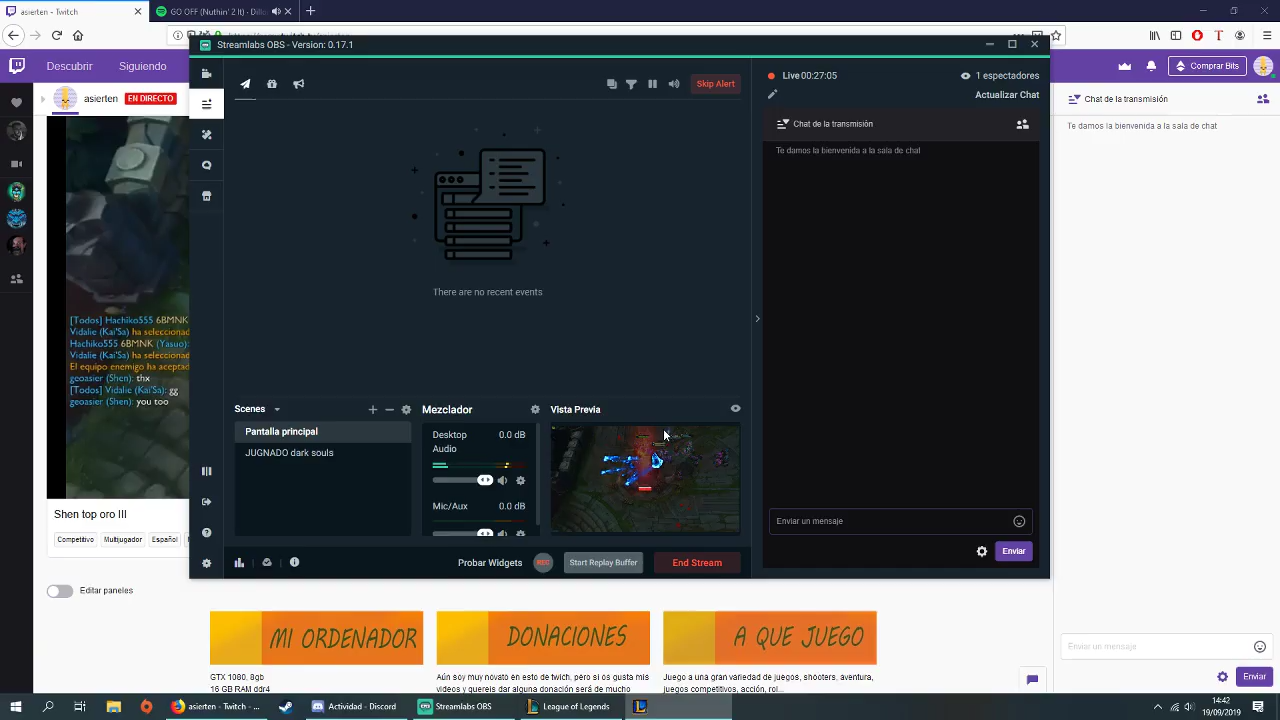 asierten - Twitch
GO OFF (Nuthin' 2 It) - Dillo
Descubrir
Siguiendo
Comprar Bits
asierten
EN DIRECTO
Chat de la transmisión
Te damos la bienvenida a la sala de chat
Streamlabs OBS - Version: 0.17.1
Skip Alert
Live 00:27:05
1 espectadores
Actualizar Chat
Chat de la transmisión
Te damos la bienvenida a la sala de chat
There are no recent events
[Todos] Hachiko555 6BMNK
Vidalie (Kai'Sa) ha seleccionad
Hachiko555 6BMNK (Yasuo):
Vidalie (Kai'Sa) ha seleccionad
El equipo enemigo ha aceptad
geoasier (Shen): thx
[Todos] Vidalie (Kai'Sa): gg
geoasier (Shen): you too
Scenes
Pantalla principal
JUGNADO dark souls
Mezclador
Desktop Audio
0.0 dB
Mic/Aux
0.0 dB
Vista Previa
Enviar un mensaje
Enviar
Probar Widgets
REC
Start Replay Buffer
End Stream
Shen top oro III
Competitivo
Multijugador
Español
Editar paneles
MI ORDENADOR
DONACIONES
A QUE JUEGO
GTX 1080, 8gb
16 GB RAM ddr4
Aún soy muy novato en esto de twitch, pero si os gusta mis
videos y quereis dar alguna donación será de mucho
Juego a una gran variedad de juegos, shooters, aventura,
juegos competitivos, acción, rol...
Enviar un mensaje
Enviar
asierten - Twitch - ...
Actividad - Discord
Streamlabs OBS
League of Legends
14:42
19/09/2019